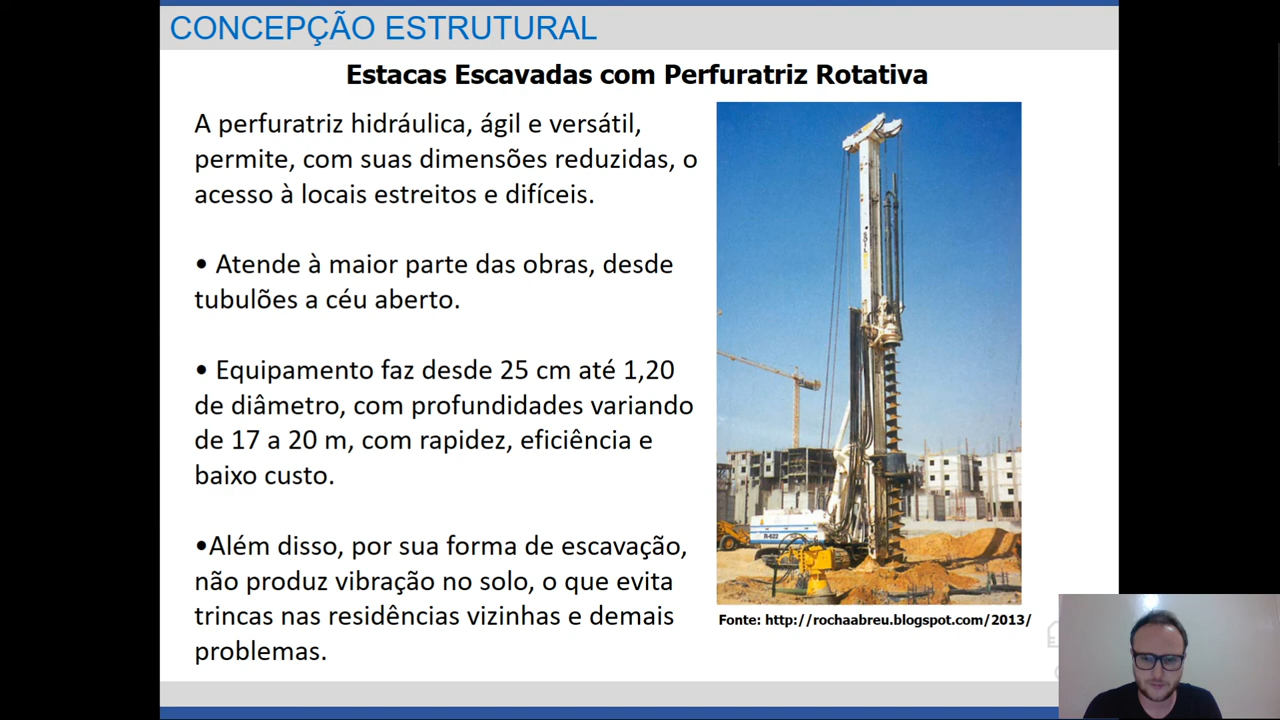 CONCEPÇÃO ESTRUTURAL
Estacas Escavadas com Perfuratriz Rotativa
A perfuratriz hidráulica, ágil e versátil,
permite, com suas dimensões reduzidas, o
acesso à locais estreitos e difíceis.
• Atende à maior parte das obras, desde
tubulões a céu aberto.
• Equipamento faz desde 25 cm até 1,20
de diâmetro, com profundidades variando
de 17 a 20 m, com rapidez, eficiência e
baixo custo.
•Além disso, por sua forma de escavação,
não produz vibração no solo, o que evita
trincas nas residências vizinhas e demais
problemas.
R-622
Fonte: http://rochaabreu.blogspot.com/2013/